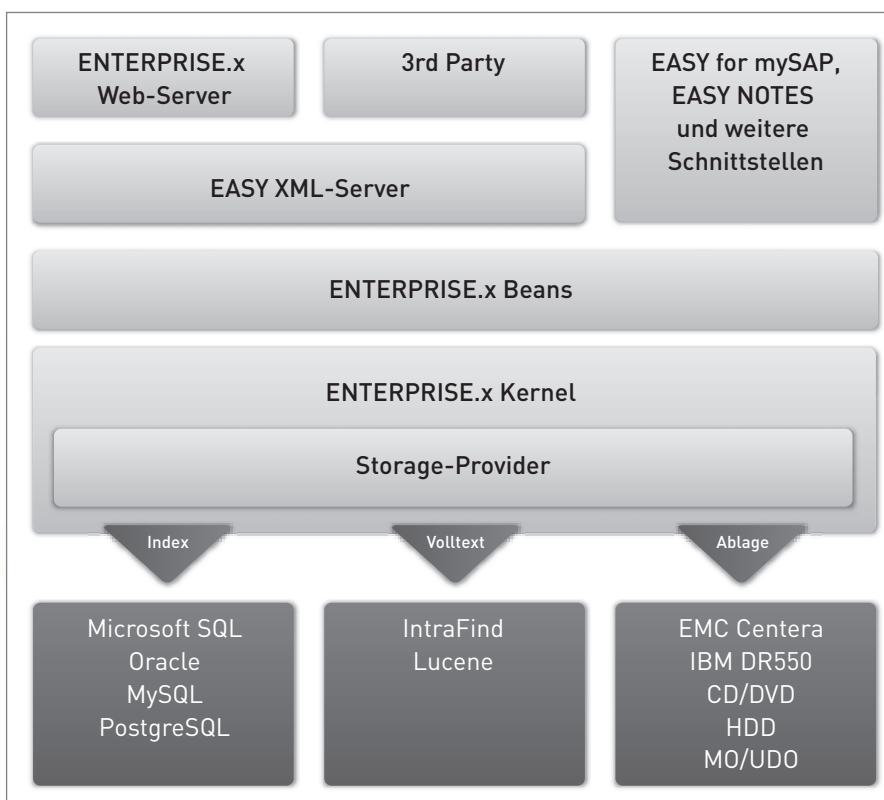 ENTERPRISE.x
Web-Server
3rd Party
EASY for mySAP,
EASY NOTES
und weitere
Schnittstellen
EASY XML-Server
ENTERPRISE.x Beans
ENTERPRISE.x Kernel
Storage-Provider
Index
Volltext
Ablage
Microsoft SQL
Oracle
MySQL
PostgreSQL
IntraFind
Lucene
EMC Centera
IBM DR550
CD/DVD
HDD
MO/UDO